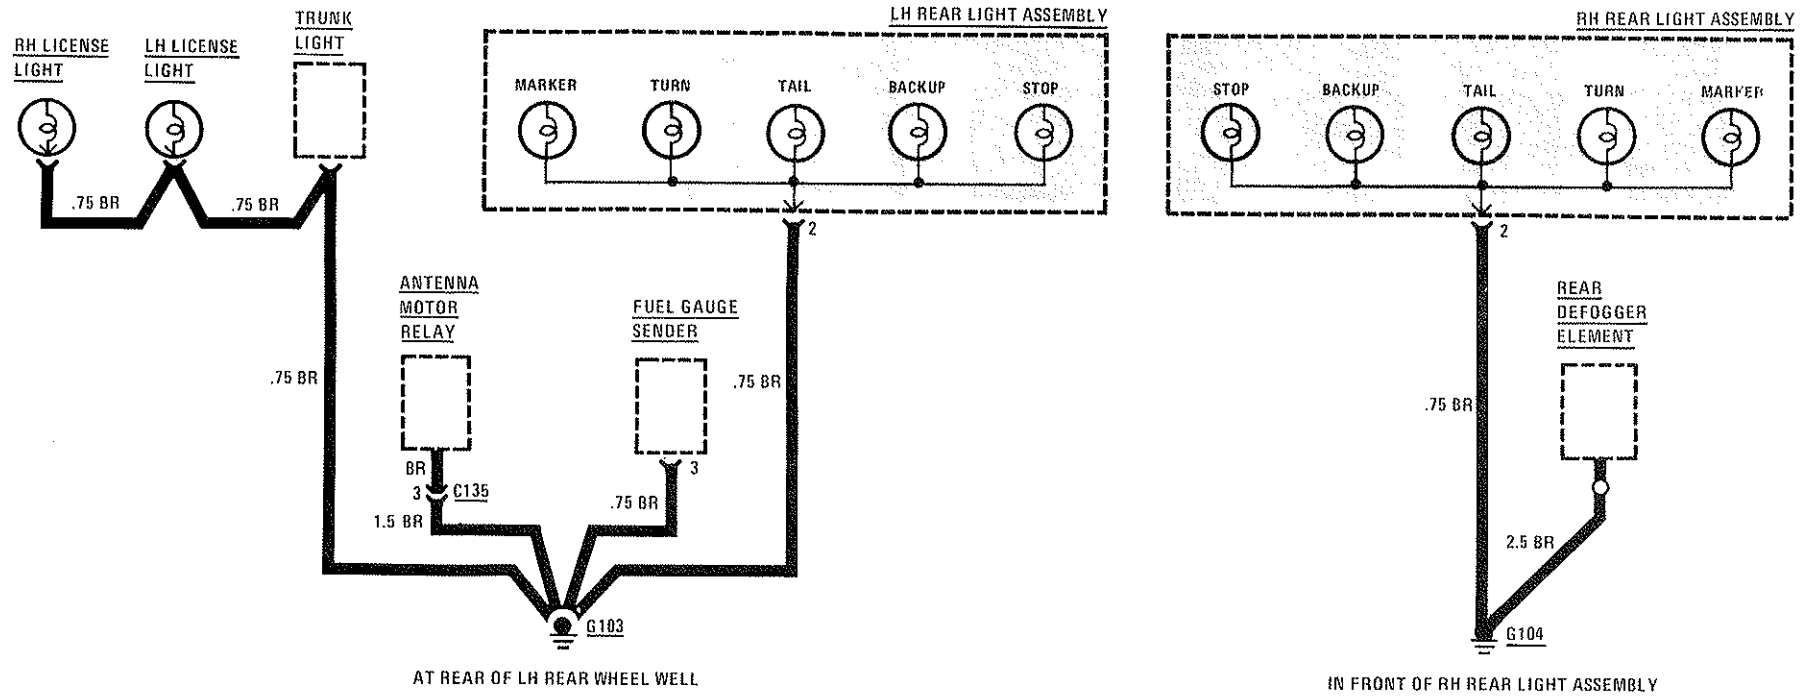 RH LICENSE
LIGHT
LH LICENSE
LIGHT
TRUNK
LIGHT
.75 BR
.75 BR
.75 BR
LH REAR LIGHT ASSEMBLY
MARKER
TURN
TAIL
BACKUP
STOP
2
.75 BR
ANTENNA
MOTOR
RELAY
BR
3
C135
1.5 BR
FUEL GAUGE
SENDER
3
.75 BR
G103
AT REAR OF LH REAR WHEEL WELL
RH REAR LIGHT ASSEMBLY
STOP
BACKUP
TAIL
TURN
MARKER
2
.75 BR
REAR
DEFOGGER
ELEMENT
2.5 BR
G104
IN FRONT OF RH REAR LIGHT ASSEMBLY